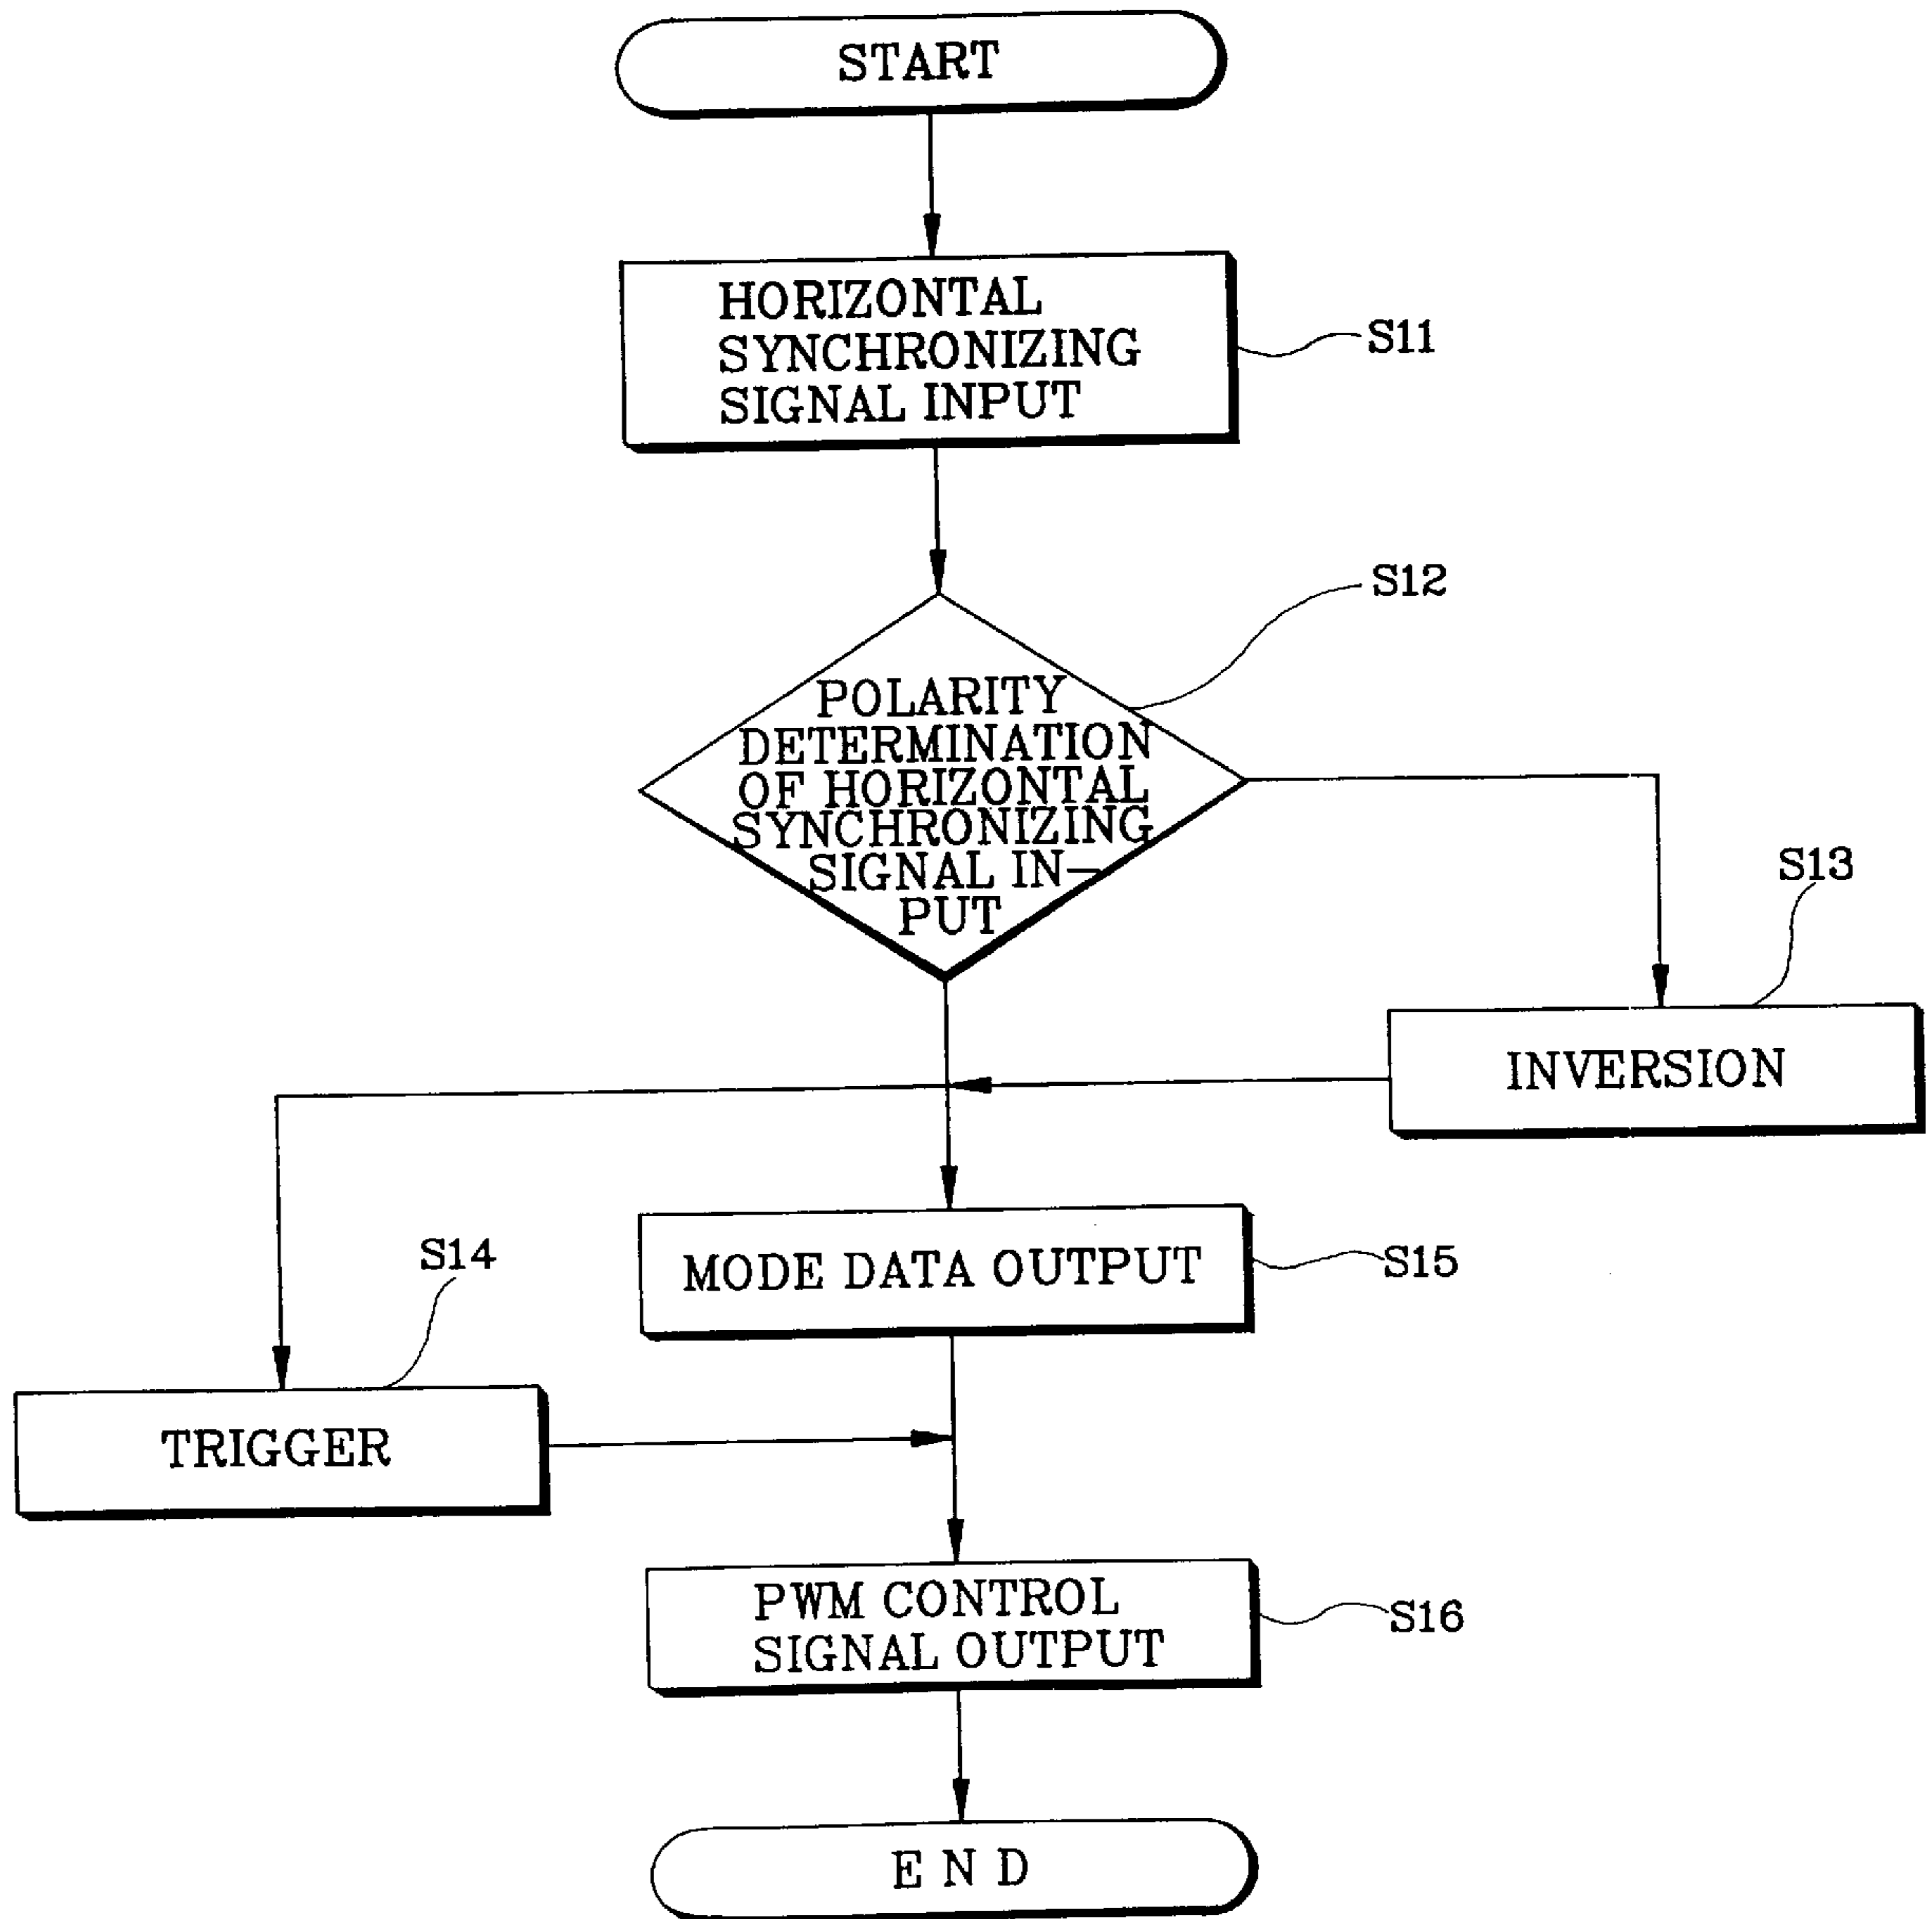 START
HORIZONTAL
SYNCHRONIZING
SIGNAL INPUT
S11
S12
POLARITY
DETERMINATION
OF HORIZONTAL
SYNCHRONIZING
SIGNAL IN-
PUT
S13
INVERSION
S14
MODE DATA OUTPUT
S15
TRIGGER
PWM CONTROL
SIGNAL OUTPUT
S16
END